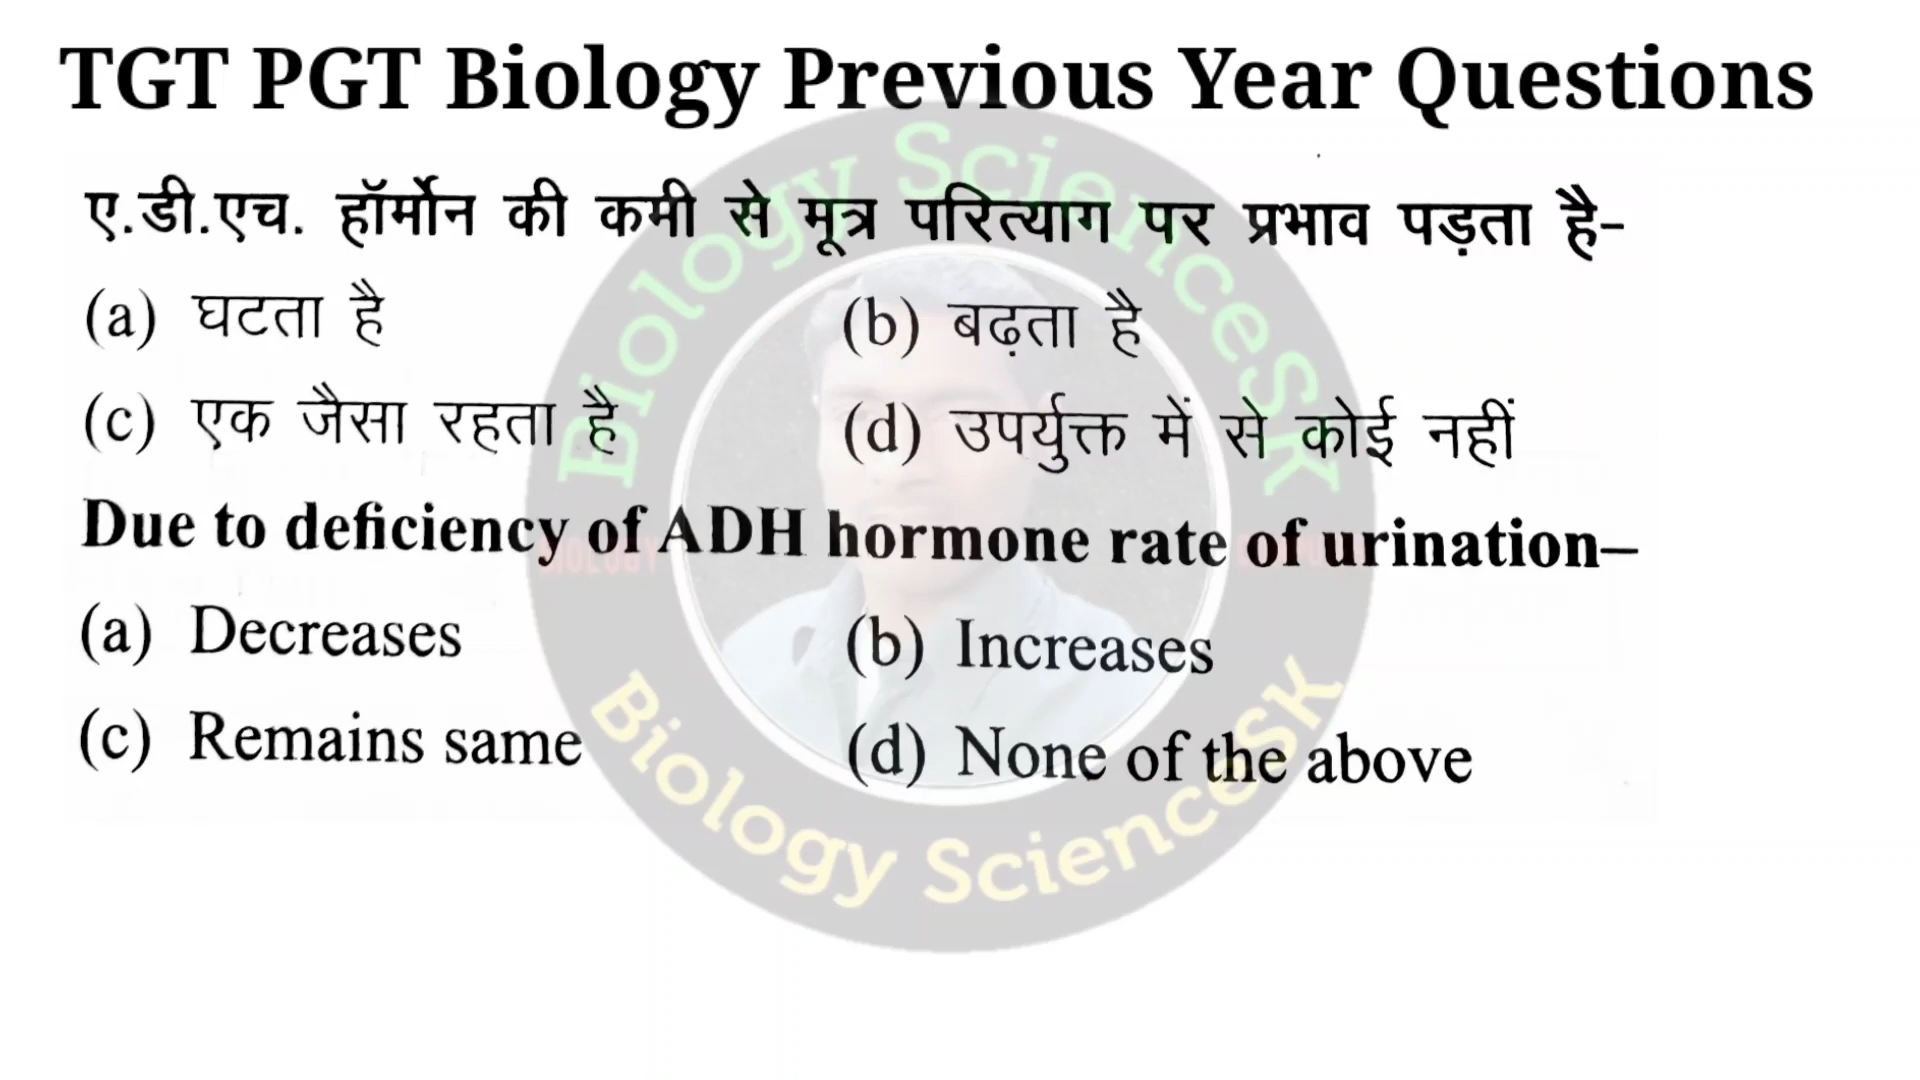 TGT PGT Biology Previous Year Questions
ए.डी.एच. हॉर्मोन की कमी से मूत्र परित्याग पर प्रभाव पड़ता है-
(a) घटता है (b) बढ़ता है
(c) एक जैसा रहता है (d) उपर्युक्त में से कोई नहीं
Due to deficiency of ADH hormone rate of urination–
(a) Decreases (b) Increases
(c) Remains same (d) None of the above
Biology ScienceSK
BIOLOGY
Biology ScienceSK